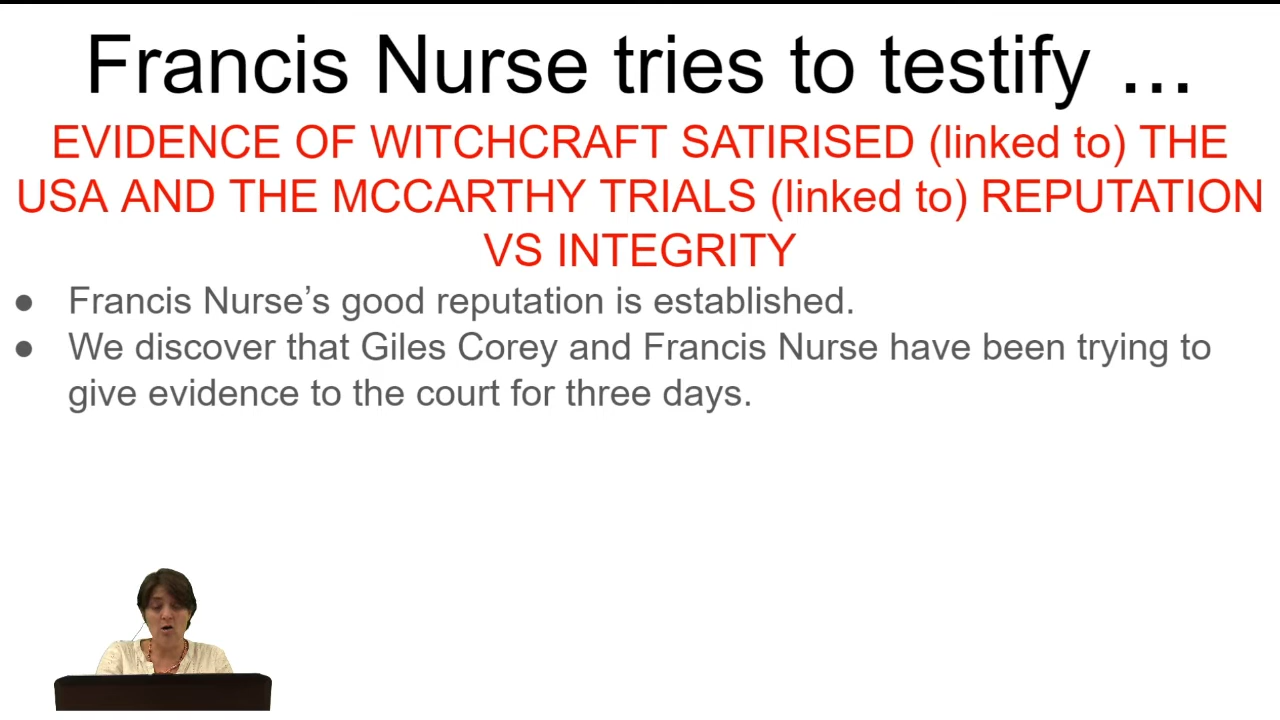 Francis Nurse tries to testify ...
EVIDENCE OF WITCHCRAFT SATIRISED (linked to) THE
USA AND THE MCCARTHY TRIALS (linked to) REPUTATION
VS INTEGRITY
● Francis Nurse’s good reputation is established.
● We discover that Giles Corey and Francis Nurse have been trying to
give evidence to the court for three days.